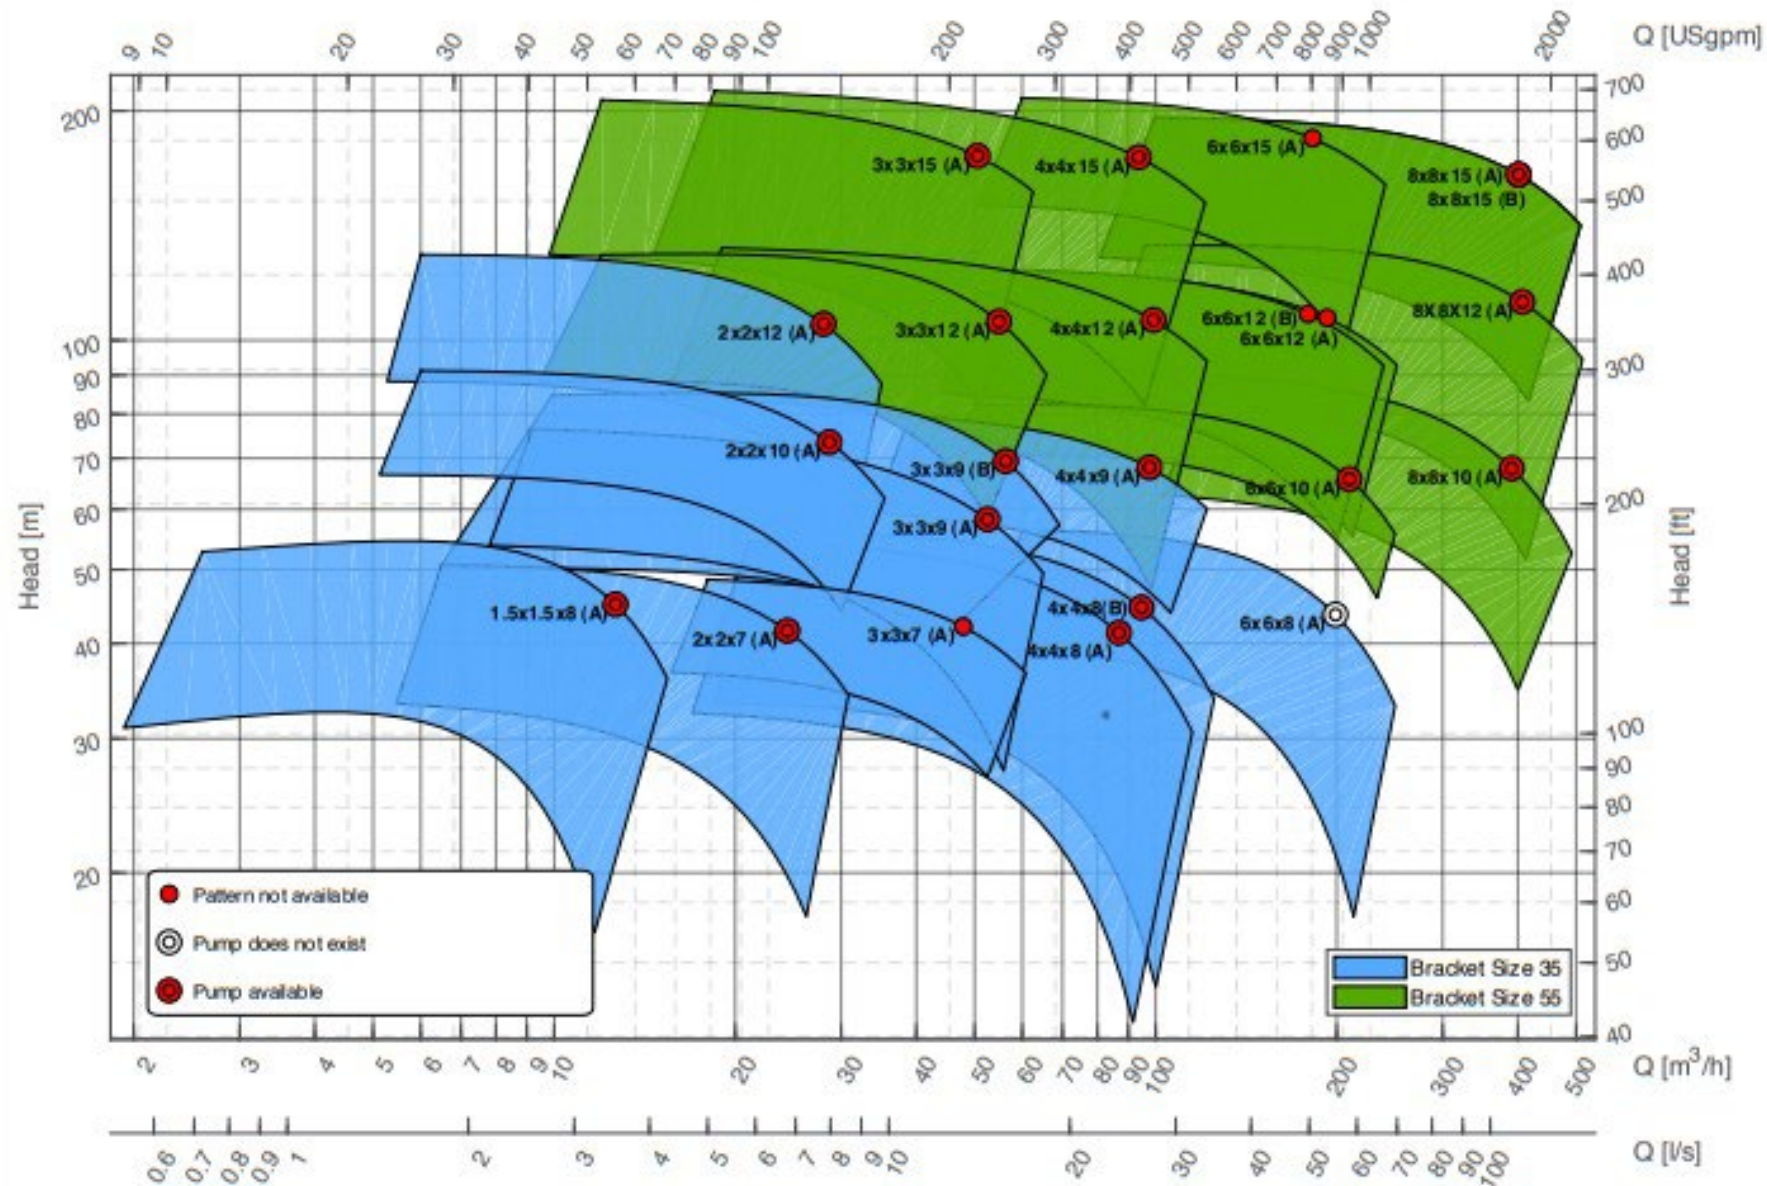 9 10 20 30 40 50 60 70 80 90 100 200 300 400 500 600 700 800 900 1000 2000 Q [USgpm]
200
100
90
80
70
60
50
40
30
20
Head [m]
700
600
500
400
300
200
100
90
80
70
60
50
40
Head [ft]
3x3x15 (A)
4x4x15 (A)
6x6x15 (A)
8x8x15 (A)
8x8x15 (B)
2x2x12 (A)
3x3x12 (A)
4x4x12 (A)
6x6x12 (B)
6x6x12 (A)
8X8X12 (A)
2x2x10 (A)
3x3x9 (B)
4x4x9 (A)
6x6x10 (A)
8x8x10 (A)
3x3x9 (A)
1.5x1.5x8 (A)
2x2x7 (A)
3x3x7 (A)
4x4x8(B)
4x4x8 (A)
6x6x8 (A)
Pattern not available
Pump does not exist
Pump available
Bracket Size 35
Bracket Size 55
2 3 4 5 6 7 8 9 10 20 30 40 50 60 70 80 90 100 200 300 400 500 Q [m³/h]
0.6 0.7 0.8 0.9 1 2 3 4 5 6 7 8 9 10 20 30 40 50 60 70 80 90 100 Q [l/s]